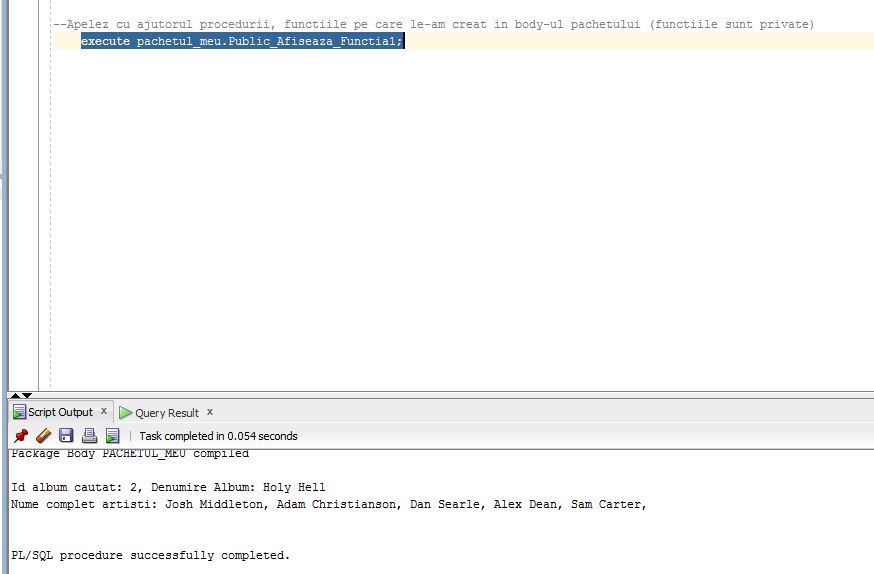 --Apelez cu ajutorul procedurii, functiile pe care le-am creat in body-ul pachetului (functiile sunt private)
execute pachetul_meu.Public_Afiseaza_Functia1;
Script Output x Query Result x
Task completed in 0.054 seconds
Package Body PACHETUL_MEU compiled
Id album cautat: 2, Denumire Album: Holy Hell
Nume complet artisti: Josh Middleton, Adam Christianson, Dan Searle, Alex Dean, Sam Carter,
PL/SQL procedure successfully completed.